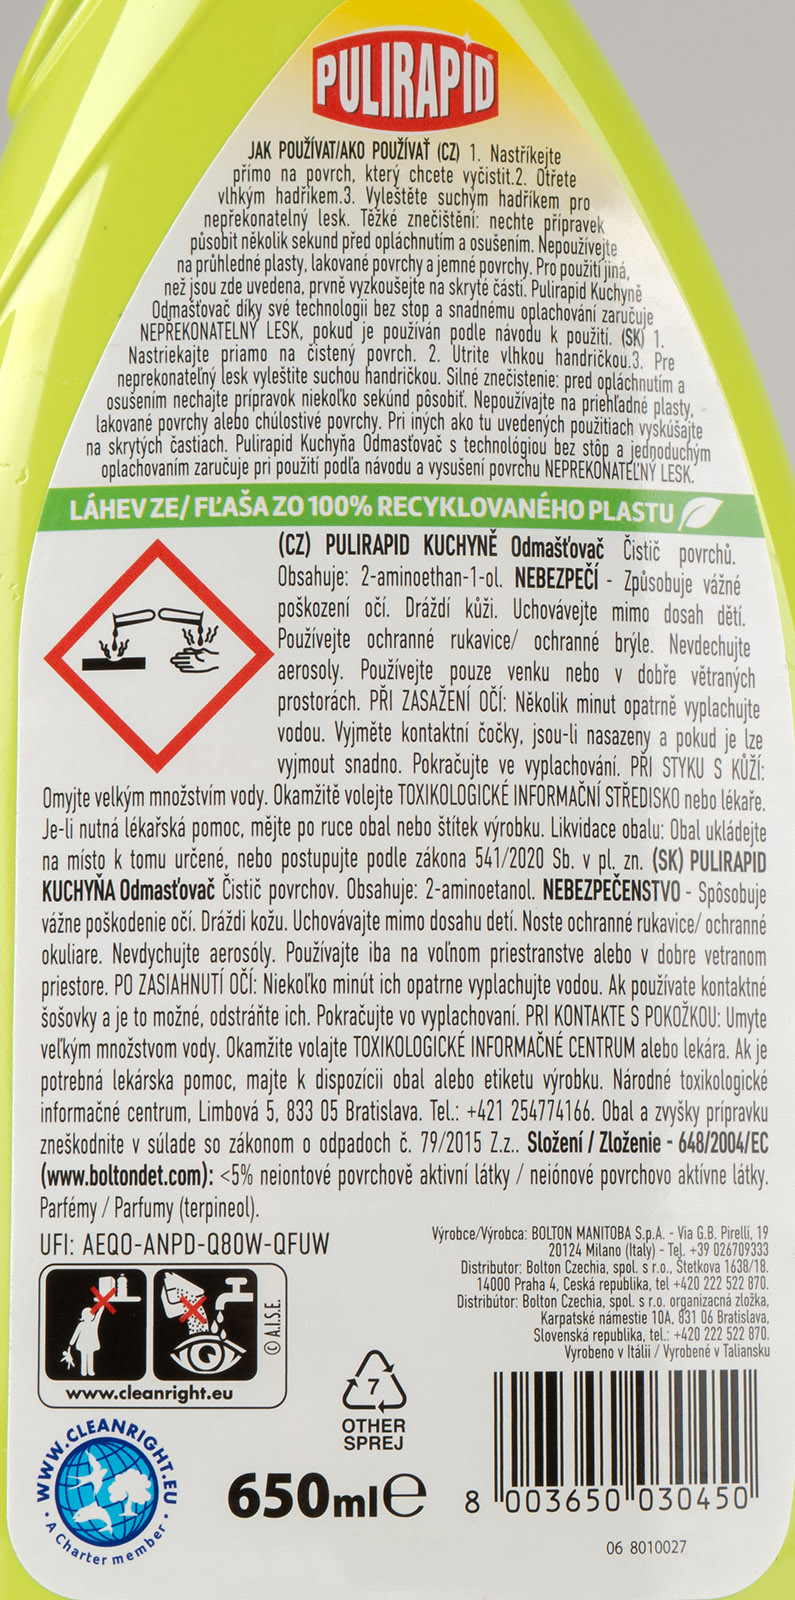 PULIRAPID
JAK POUŽÍVAT/AKO POUŽÍVAŤ (CZ) 1. Nastříkejte
přímo na povrch, který chcete vyčistit.2. Otřete
vlhkým hadříkem.3. Vyleštěte suchým hadříkem pro
nepřekonatelný lesk. Těžké znečištění: nechte přípravek
působit několik sekund před opláchnutím a osušením. Nepoužívejte
na průhledné plasty, lakované povrchy a jemné povrchy. Pro použití jiná,
než jsou zde uvedena, prvně vyzkoušejte na skryté části. Pulirapid Kuchyně
Odmašťovač díky své technologii bez stop a snadnému oplachování zaručuje
NEPŘEKONATELNÝ LESK, pokud je používán podle návodu k použití. (SK) 1.
Nastriekajte priamo na čistený povrch. 2. Utrite vlhkou handričkou.3. Pre
neprekonateľný lesk vyleštite suchou handričkou. Silné znečistenie: pred opláchnutím a
osušením nechajte prípravok niekoľko sekúnd pôsobiť. Nepoužívajte na priehľadné plasty,
lakované povrchy alebo chúlostivé povrchy. Pri iných ako tu uvedených použitiach vyskúšajte
na skrytých častiach. Pulirapid Kuchyňa Odmasťovač s technológiou bez stôp a jednoduchým
oplachovaním zaručuje pri použití podľa návodu a vysušení povrchu NEPREKONATEĽNÝ LESK.
LÁHEV ZE/ FĽAŠA ZO 100% RECYKLOVANÉHO PLASTU
(CZ) PULIRAPID KUCHYNĚ Odmašťovač Čistič povrchů.
Obsahuje: 2-aminoethan-1-ol. NEBEZPEČÍ - Způsobuje vážné
poškození očí. Dráždí kůži. Uchovávejte mimo dosah dětí.
Používejte ochranné rukavice/ ochranné brýle. Nevdechujte
aerosoly. Používejte pouze venku nebo v dobře větraných
prostorách. PŘI ZASAŽENÍ OČÍ: Několik minut opatrně vyplachujte
vodou. Vyjměte kontaktní čočky, jsou-li nasazeny a pokud je lze
vyjmout snadno. Pokračujte ve vyplachování. PŘI STYKU S KŮŽÍ:
Omyjte velkým množstvím vody. Okamžitě volejte TOXIKOLOGICKÉ INFORMAČNÍ STŘEDISKO nebo lékaře.
Je-li nutná lékařská pomoc, mějte po ruce obal nebo štítek výrobku. Likvidace obalu: Obal ukládejte
na místo k tomu určené, nebo postupujte podle zákona 541/2020 Sb. v pl. zn. (SK) PULIRAPID
KUCHYŇA Odmasťovač Čistič povrchov. Obsahuje: 2-aminoetanol. NEBEZPEČENSTVO - Spôsobuje
vážne poškodenie očí. Dráždi kožu. Uchovávajte mimo dosahu detí. Noste ochranné rukavice/ ochranné
okuliare. Nevdychujte aerosóly. Používajte iba na voľnom priestranstve alebo v dobre vetranom
priestore. PO ZASIAHNUTÍ OČÍ: Niekoľko minút ich opatrne vyplachujte vodou. Ak používate kontaktné
šošovky a je to možné, odstráňte ich. Pokračujte vo vyplachovaní. PRI KONTAKTE S POKOŽKOU: Umyte
veľkým množstvom vody. Okamžite volajte TOXIKOLOGICKÉ INFORMAČNÉ CENTRUM alebo lekára. Ak je
potrebná lekárska pomoc, majte k dispozícii obal alebo etiketu výrobku. Národné toxikologické
informačné centrum, Limbová 5, 833 05 Bratislava. Tel.: +421 254774166. Obal a zvyšky prípravku
zneškodnite v súlade so zákonom o odpadoch č. 79/2015 Z.z.. Složení / Zloženie - 648/2004/EC
(www.boltondet.com): <5% neiontové povrchově aktivní látky / neiónové povrchovo aktívne látky.
Parfémy / Parfumy (terpineol).
UFI: AEQ0-ANPD-Q80W-QFUW
Výrobce/Výrobca: BOLTON MANITOBA S.p.A. - Via G.B. Pirelli, 19
20124 Milano (Italy) - Tel. +39 026709333
Distributor: Bolton Czechia, spol. s r.o., Štetkova 1638/18.
14000 Praha 4, Česká republika, tel +420 222 522 870.
Distribútor: Bolton Czechia, spol. s r.o. organizacná zložka,
Karpatské námestie 10A, 831 06 Bratislava,
Slovenská republika, tel.: +420 222 522 870.
Vyrobeno v Itálii / Vyrobené v Taliansku
© A.I.S.E.
www.cleanright.eu
7
OTHER
SPREJ
WWW.CLEANRIGHT.EU
• A Charter member •
650ml℮
8 003650 030450
06 8010027